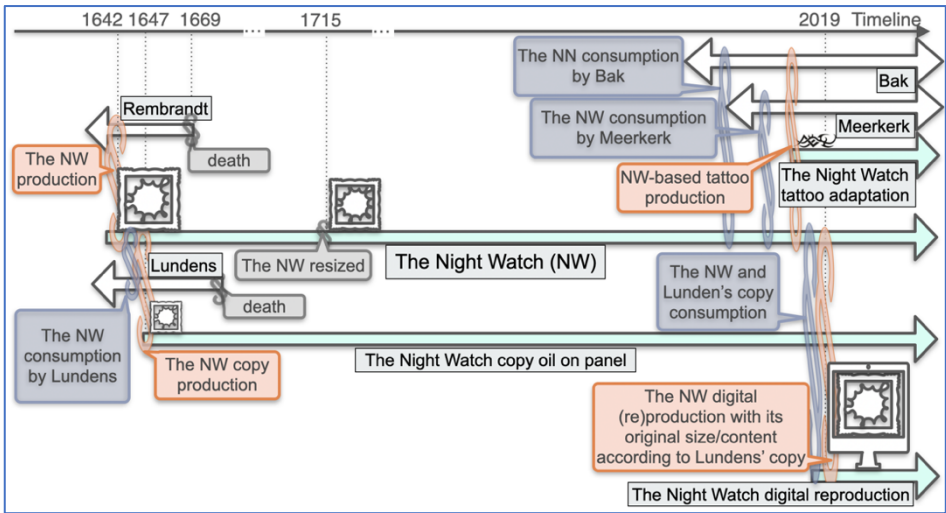 1642 1647 1669 ... 1715 ... 2019 Timeline
The NN consumption
by Bak
Bak
The NW consumption
by Meerkerk
Meerkerk
Rembrandt
death
The NW
production
NW-based tattoo
production
The Night Watch
tattoo adaptation
The NW resized
The Night Watch (NW)
Lundens
death
The NW
consumption
by Lundens
The NW copy
production
The NW and
Lunden's copy
consumption
The Night Watch copy oil on panel
The NW digital
(re)production with its
original size/content
according to Lundens' copy
The Night Watch digital reproduction